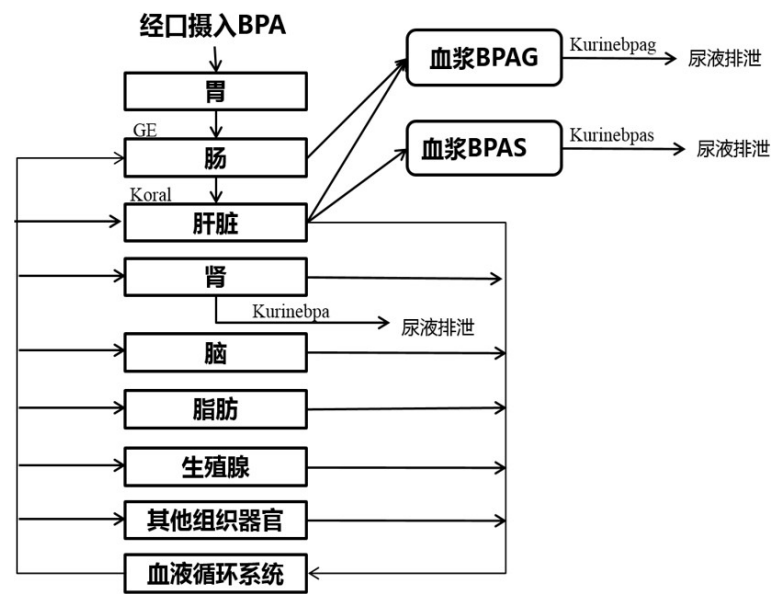 经口摄入BPA
胃
GE
肠
Koral
肝脏
肾
Kurinebpa
尿液排泄
脑
脂肪
生殖腺
其他组织器官
血液循环系统
血浆BPAG
Kurinebpag
尿液排泄
血浆BPAS
Kurinebpas
尿液排泄